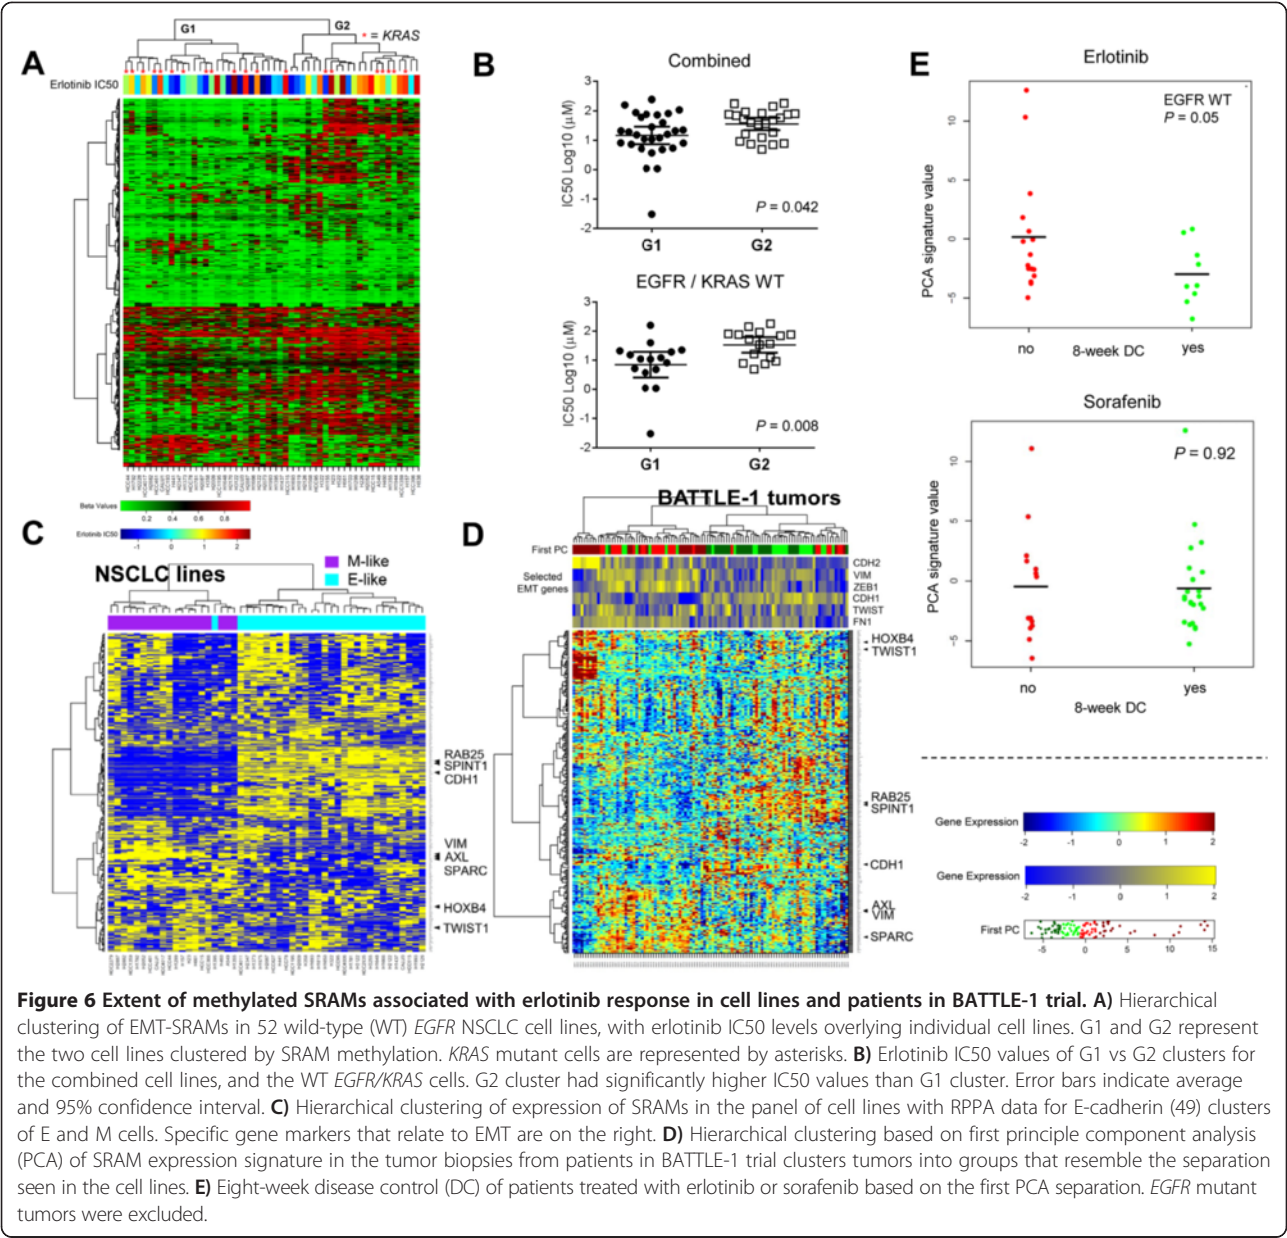 A
G1
G2
* = KRAS
Erlotinib IC50
Beta Values
0.2 0.4 0.6 0.8
Erlotinib IC50
-1 0 1 2
B
Combined
IC50 Log10 (µM)
3
2
1
0
-1
-2
P = 0.042
G1 G2
EGFR / KRAS WT
IC50 Log10 (µM)
3
2
1
0
-1
-2
P = 0.008
G1 G2
C
M-like
E-like
NSCLC lines
RAB25
SPINT1
CDH1
VIM
AXL
SPARC
HOXB4
TWIST1
D
BATTLE-1 tumors
First PC
Selected
EMT genes
CDH2
VIM
ZEB1
CDH1
TWIST
FN1
HOXB4
TWIST1
RAB25
SPINT1
CDH1
AXL
VIM
SPARC
E
Erlotinib
EGFR WT
P = 0.05
PCA signature value
10
5
0
-5
no 8-week DC yes
Sorafenib
P = 0.92
PCA signature value
10
5
0
-5
no yes
8-week DC
Gene Expression
-2 -1 0 1 2
Gene Expression
-2 -1 0 1 2
First PC
-5 0 5 10 15
Figure 6 Extent of methylated SRAMs associated with erlotinib response in cell lines and patients in BATTLE-1 trial. A) Hierarchical
clustering of EMT-SRAMs in 52 wild-type (WT) EGFR NSCLC cell lines, with erlotinib IC50 levels overlying individual cell lines. G1 and G2 represent
the two cell lines clustered by SRAM methylation. KRAS mutant cells are represented by asterisks. B) Erlotinib IC50 values of G1 vs G2 clusters for
the combined cell lines, and the WT EGFR/KRAS cells. G2 cluster had significantly higher IC50 values than G1 cluster. Error bars indicate average
and 95% confidence interval. C) Hierarchical clustering of expression of SRAMs in the panel of cell lines with RPPA data for E-cadherin (49) clusters
of E and M cells. Specific gene markers that relate to EMT are on the right. D) Hierarchical clustering based on first principle component analysis
(PCA) of SRAM expression signature in the tumor biopsies from patients in BATTLE-1 trial clusters tumors into groups that resemble the separation
seen in the cell lines. E) Eight-week disease control (DC) of patients treated with erlotinib or sorafenib based on the first PCA separation. EGFR mutant
tumors were excluded.